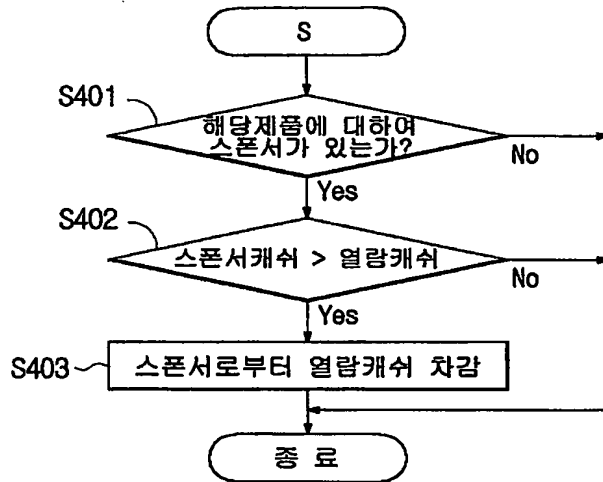 S
S401
해당제품에 대하여
스폰서가 있는가?
No
Yes
S402
스폰서캐쉬 > 열람캐쉬
No
Yes
S403
스폰서로부터 열람캐쉬 차감
종 료